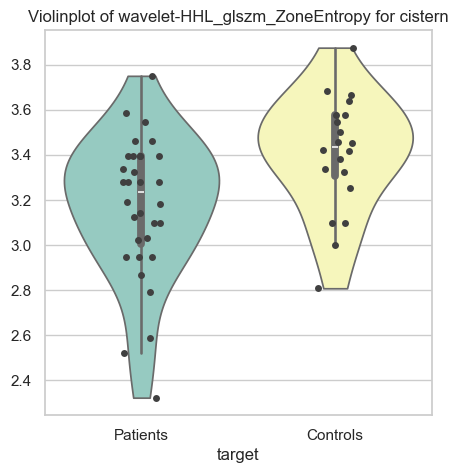 Violinplot of wavelet-HHL_glszm_ZoneEntropy for cistern
3.8
3.6
3.4
3.2
3.0
2.8
2.6
2.4
Patients
Controls
target